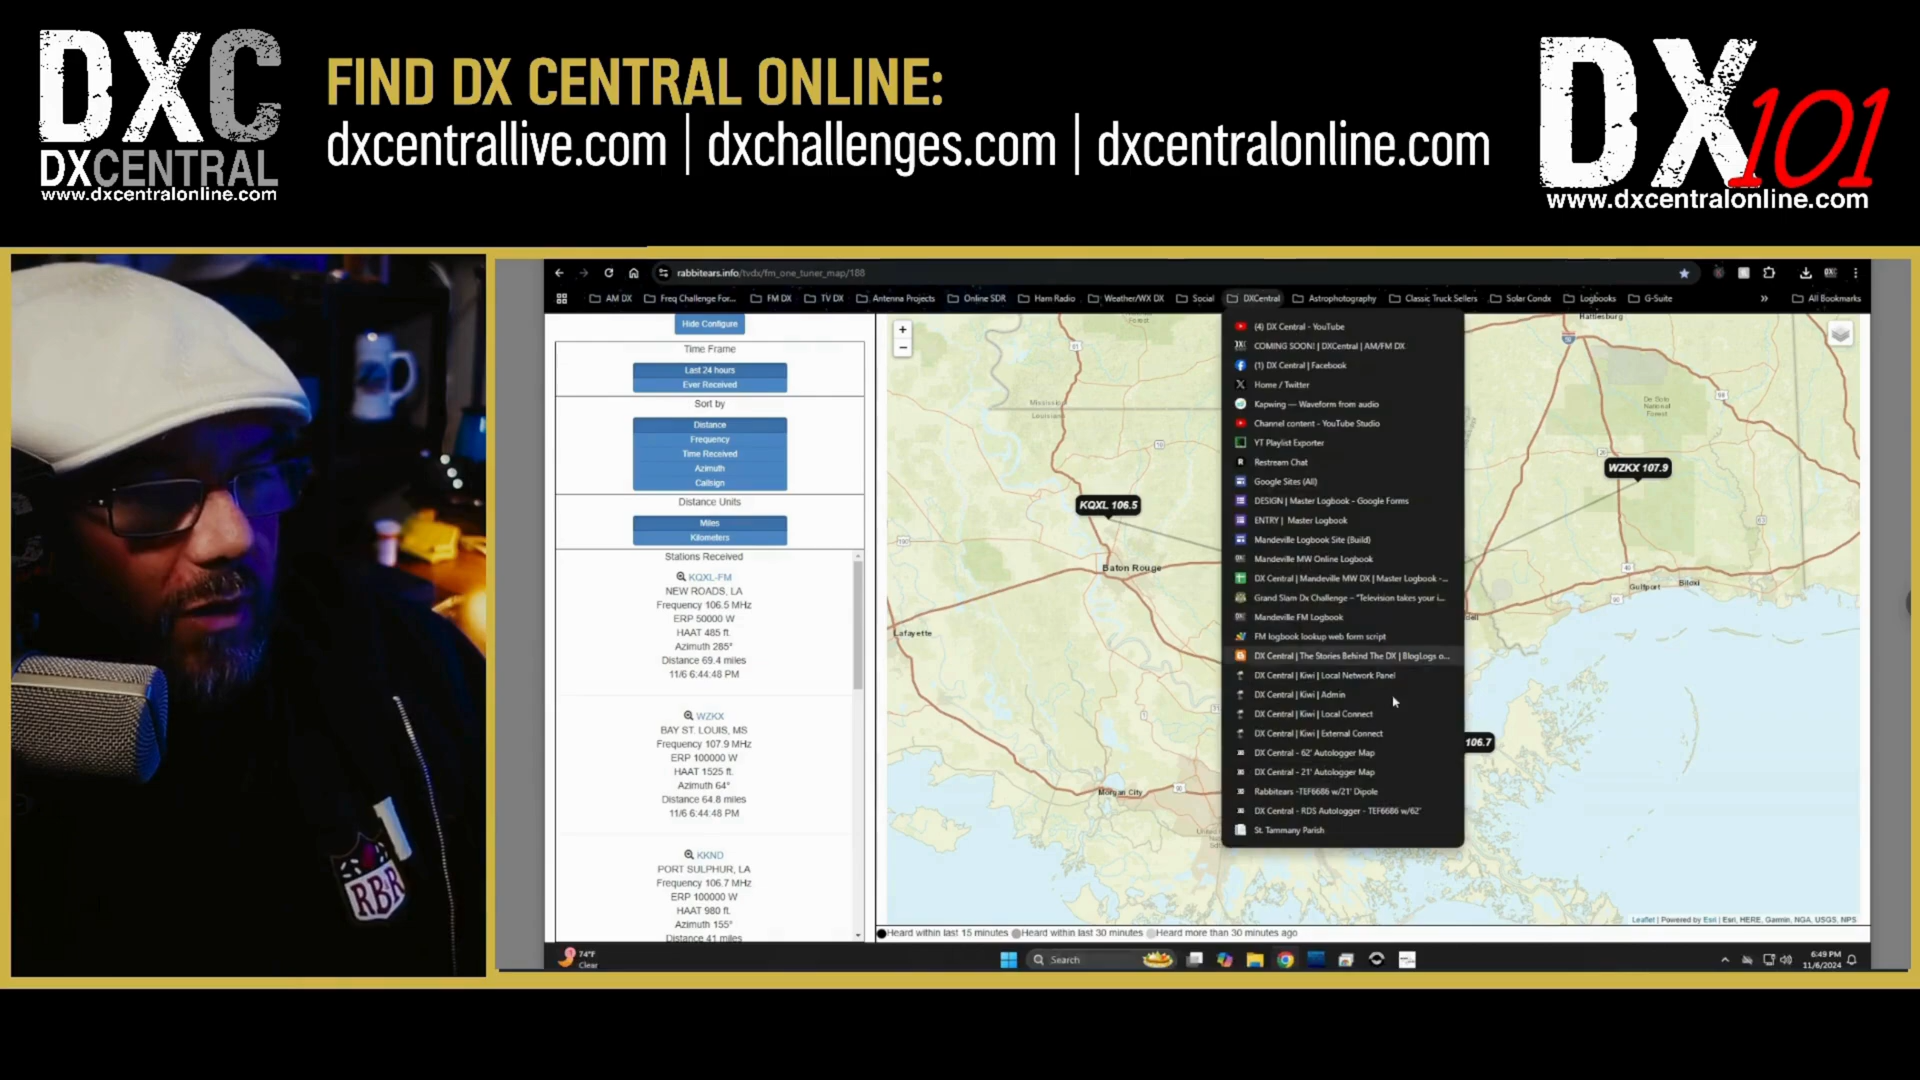 DXC
DXCENTRAL
www.dxcentralonline.com
FIND DX CENTRAL ONLINE:
dxcentrallive.com | dxchallenges.com | dxcentralonline.com
DX101
www.dxcentralonline.com
RBR
rabbitears.info/tvdx/fm_one_tuner_map/188
AM DX
Freq Challenge For...
FM DX
TV DX
Antenna Projects
Online SDR
Ham Radio
Weather/WX DX
Social
DXCentral
Astrophotography
Classic Truck Sellers
Solar Condx
Logbooks
G-Suite
»
All Bookmarks
Hide Configure
Time Frame
Last 24 hours
Ever Received
Sort by
Distance
Frequency
Time Received
Azimuth
Callsign
Distance Units
Miles
Kilometers
Stations Received
KQXL-FM
NEW ROADS, LA
Frequency 106.5 MHz
ERP 50000 W
HAAT 485 ft.
Azimuth 285°
Distance 69.4 miles
11/6 6:44:48 PM
WZKX
BAY ST. LOUIS, MS
Frequency 107.9 MHz
ERP 100000 W
HAAT 1525 ft.
Azimuth 64°
Distance 64.8 miles
11/6 6:44:48 PM
KKND
PORT SULPHUR, LA
Frequency 106.7 MHz
ERP 100000 W
HAAT 980 ft.
Azimuth 155°
Distance 41 miles
+
−
Mississippi
Louisiana
KQXL 106.5
Baton Rouge
Lafayette
Morgan City
(4) DX Central - YouTube
COMING SOON! | DXCentral | AM/FM DX
(1) DX Central | Facebook
Home / Twitter
Kapwing — Waveform from audio
Channel content - YouTube Studio
YT Playlist Exporter
Restream Chat
Google Sites (All)
DESIGN | Master Logbook - Google Forms
ENTRY | Master Logbook
Mandeville Logbook Site (Build)
Mandeville MW Online Logbook
DX Central | Mandeville MW DX | Master Logbook -...
Grand Slam Dx Challenge – "Television takes your i...
Mandeville FM Logbook
FM logbook lookup web form script
DX Central | The Stories Behind The DX | BlogLogs o...
DX Central | Kiwi | Local Network Panel
DX Central | Kiwi | Admin
DX Central | Kiwi | Local Connect
DX Central | Kiwi | External Connect
DX Central - 62' Autologger Map
DX Central - 21' Autologger Map
Rabbitears -TEF6686 w/21' Dipole
DX Central - RDS Autologger - TEF6686 w/62'
St. Tammany Parish
Hattiesburg
De Soto
National
Forest
WZKX 107.9
Gulfport
Biloxi
106.7
Leaflet | Powered by Esri | Esri, HERE, Garmin, NGA, USGS, NPS
Heard within last 15 minutes
Heard within last 30 minutes
Heard more than 30 minutes ago
74°F
Clear
Search
6:49 PM
11/6/2024